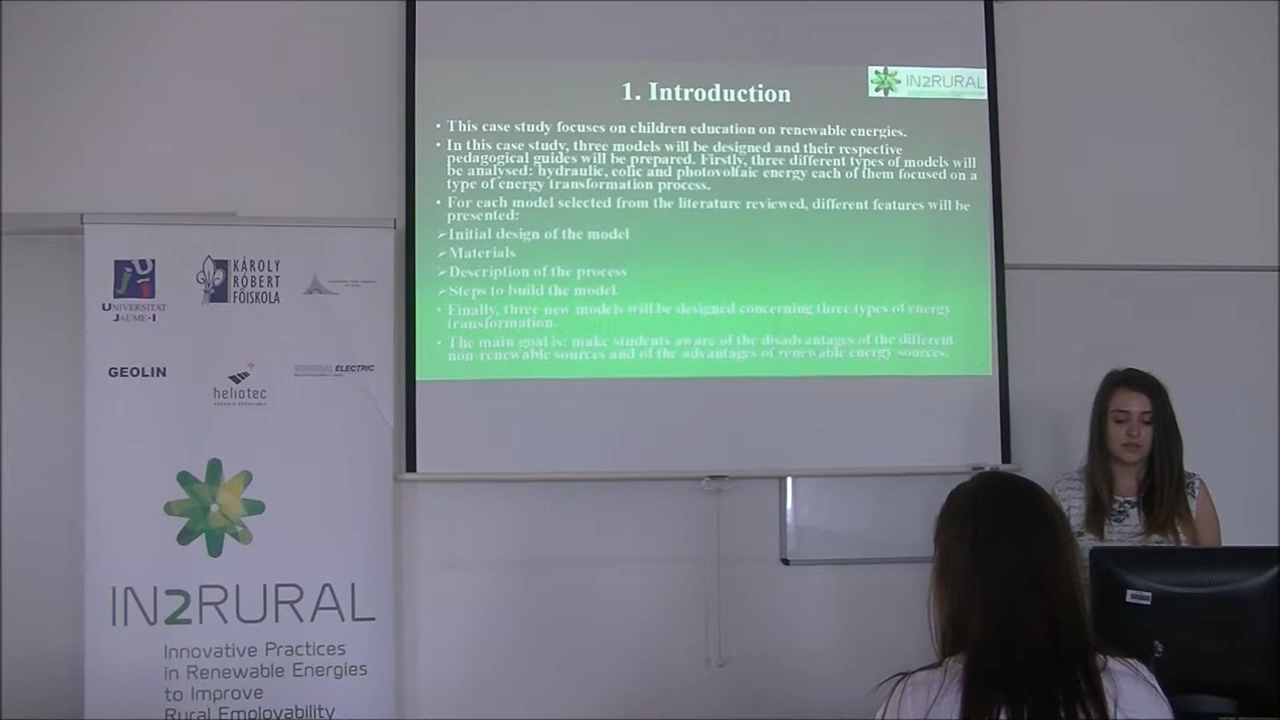 1. Introduction
IN2RURAL
• This case study focuses on children education on renewable energies.
• In this case study, three models will be designed and their respective
pedagogical guides will be prepared. Firstly, three different types of models will
be analysed: hydraulic, eolic and photovoltaic energy each of them focused on a
type of energy transformation process.
• For each model selected from the literature reviewed, different features will be
presented:
➢Initial design of the model
➢Materials
➢Description of the process
➢Steps to build the model.
• Finally, three new models will be designed concerning three types of energy
transformation.
• The main goal is: make students aware of the disadvantages of the different
non-renewable sources and of the advantages of renewable energy sources.
UNIVERSITAT
JAUME·I
KÁROLY
RÓBERT
FŐISKOLA
GEOLIN
heliotec
GENERAL ELECTRIC
IN2RURAL
Innovative Practices
in Renewable Energies
to Improve
Rural Employability